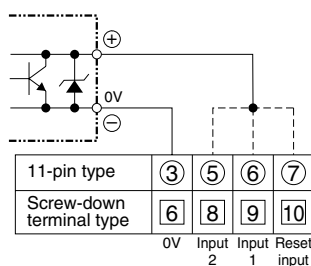 ⊕
0V
⊖
11-pin type ③ ⑤ ⑥ ⑦
Screw-down
terminal type 6 8 9 10
0V Input Input Reset
2 1 input